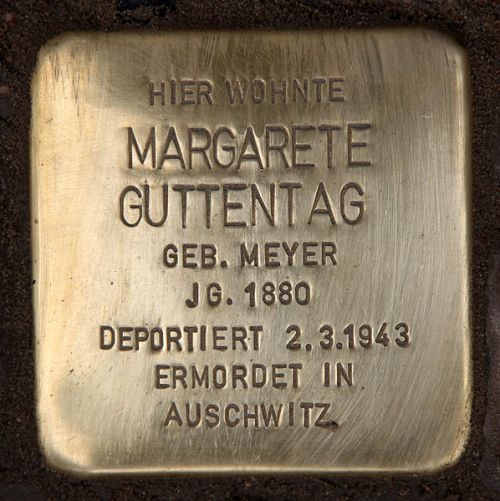 HIER WOHNTE
MARGARETE
GUTTENTAG
GEB. MEYER
JG. 1880
DEPORTIERT 2.3.1943
ERMORDET IN
AUSCHWITZ